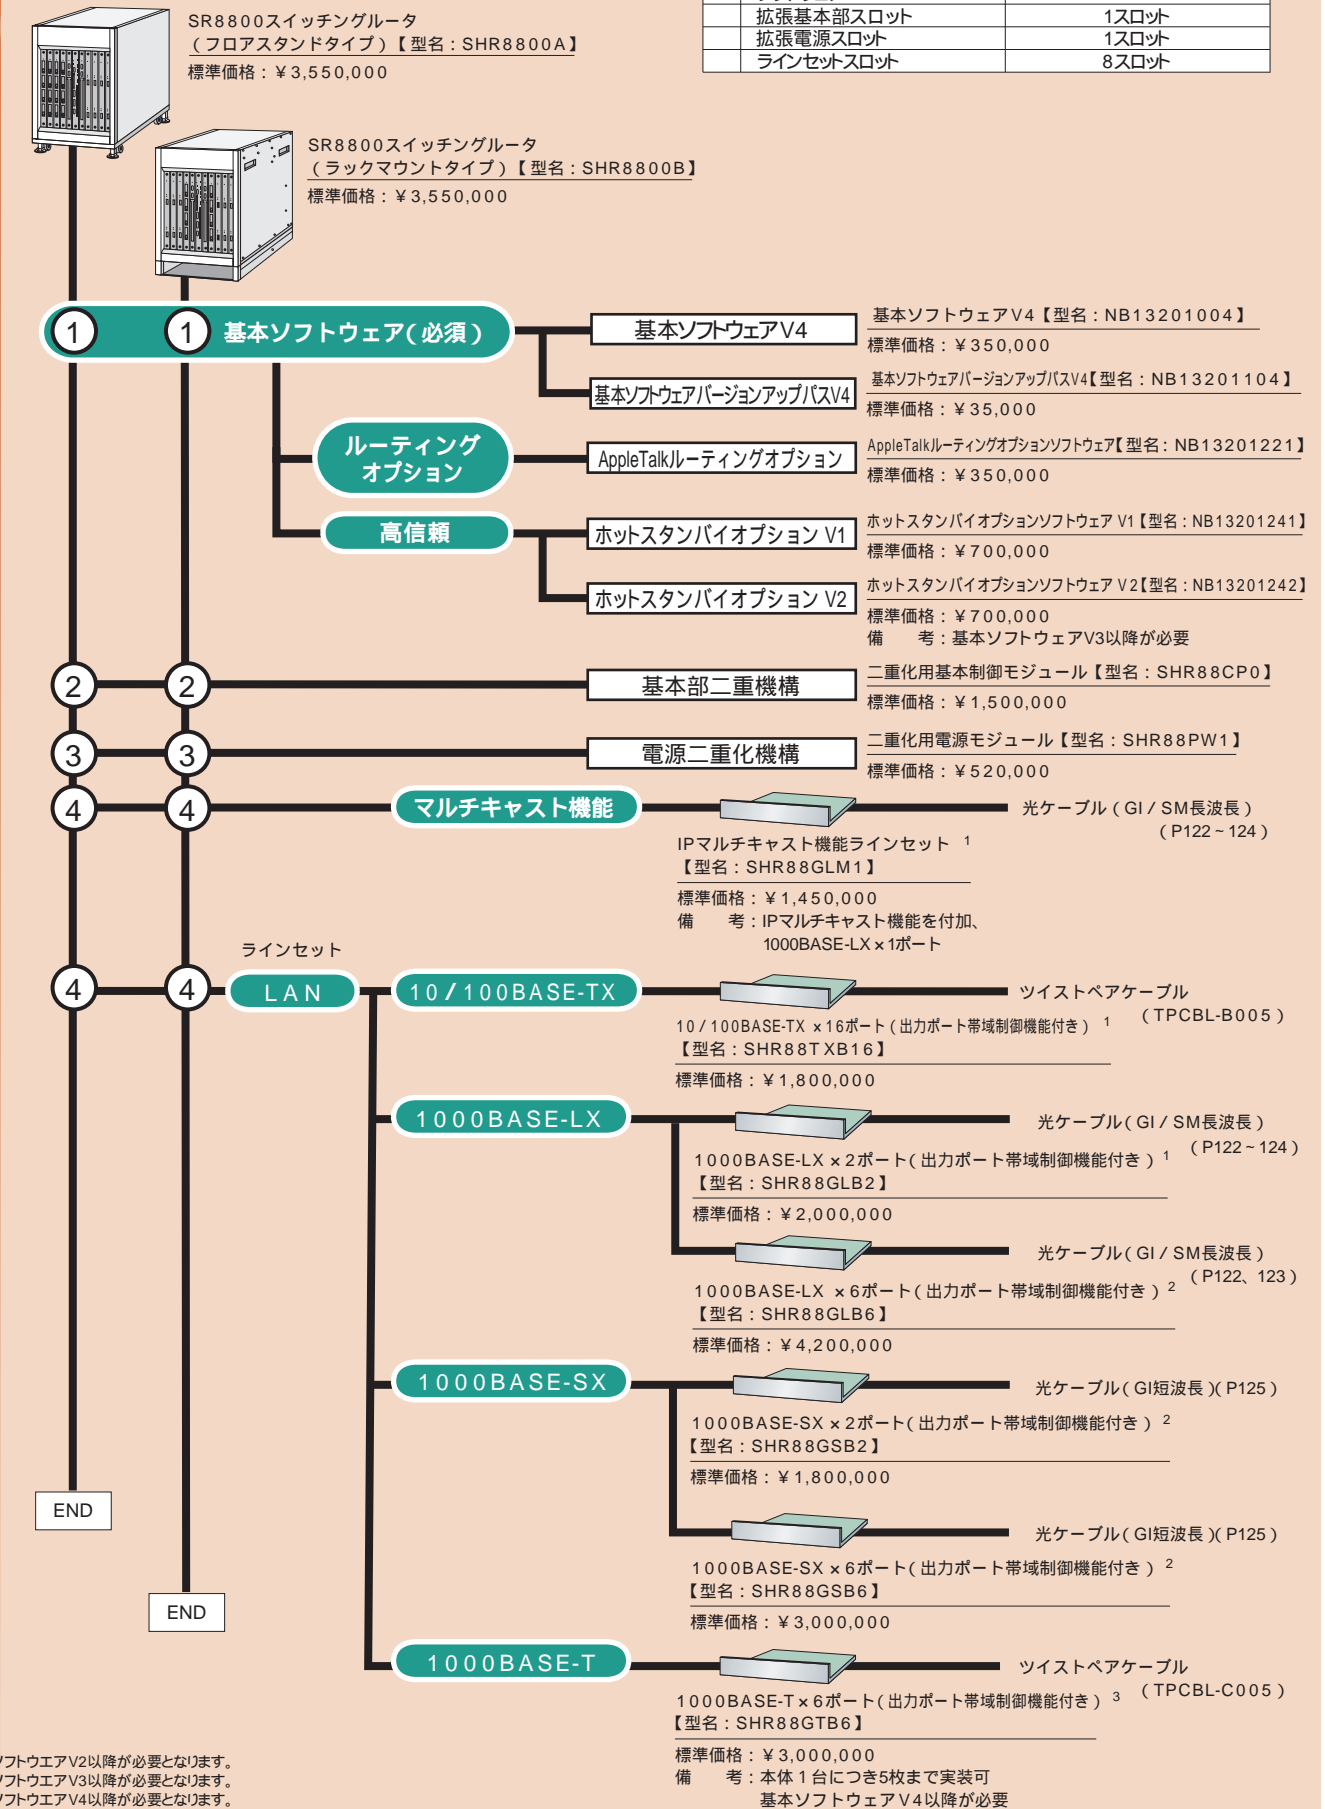 SR8800スイッチングルータ
(フロアスタンドタイプ)【型名：SHR8800A】
標準価格：¥3,550,000
拡張基本部スロット 1スロット
拡張電源スロット 1スロット
ラインセットスロット 8スロット
SR8800スイッチングルータ
(ラックマウントタイプ)【型名：SHR8800B】
標準価格：¥3,550,000
1 1 基本ソフトウェア(必須)
基本ソフトウェアV4
基本ソフトウェアV4【型名：NB13201004】
標準価格：¥350,000
基本ソフトウェアバージョンアップパスV4
基本ソフトウェアバージョンアップパスV4【型名：NB13201104】
標準価格：¥35,000
ルーティング
オプション
AppleTalkルーティングオプション
AppleTalkルーティングオプションソフトウェア【型名：NB13201221】
標準価格：¥350,000
高信頼
ホットスタンバイオプション V1
ホットスタンバイオプションソフトウェア V1【型名：NB13201241】
標準価格：¥700,000
ホットスタンバイオプション V2
ホットスタンバイオプションソフトウェア V2【型名：NB13201242】
標準価格：¥700,000
備　考：基本ソフトウェアV3以降が必要
2 2 基本部二重機構
二重化用基本制御モジュール【型名：SHR88CP0】
標準価格：¥1,500,000
3 3 電源二重化機構
二重化用電源モジュール【型名：SHR88PW1】
標準価格：¥520,000
4 4 マルチキャスト機能
光ケーブル(GI/SM長波長)
(P122~124)
IPマルチキャスト機能ラインセット 1
【型名：SHR88GLM1】
標準価格：¥1,450,000
備　考：IPマルチキャスト機能を付加、
1000BASE-LX×1ポート
ラインセット
4 4 LAN
10/100BASE-TX
ツイストペアケーブル
(TPCBL-B005)
10/100BASE-TX ×16ポート(出力ポート帯域制御機能付き) 1
【型名：SHR88TXB16】
標準価格：¥1,800,000
1000BASE-LX
光ケーブル(GI/SM長波長)
(P122~124)
1000BASE-LX×2ポート(出力ポート帯域制御機能付き) 1
【型名：SHR88GLB2】
標準価格：¥2,000,000
光ケーブル(GI/SM長波長)
(P122、123)
1000BASE-LX ×6ポート(出力ポート帯域制御機能付き) 2
【型名：SHR88GLB6】
標準価格：¥4,200,000
1000BASE-SX
光ケーブル(GI短波長)(P125)
1000BASE-SX×2ポート(出力ポート帯域制御機能付き) 2
【型名：SHR88GSB2】
標準価格：¥1,800,000
END
光ケーブル(GI短波長)(P125)
1000BASE-SX×6ポート(出力ポート帯域制御機能付き) 2
【型名：SHR88GSB6】
標準価格：¥3,000,000
END
1000BASE-T
ツイストペアケーブル
(TPCBL-C005)
1000BASE-T×6ポート(出力ポート帯域制御機能付き) 3
【型名：SHR88GTB6】
標準価格：¥3,000,000
備　考：本体1台につき5枚まで実装可
基本ソフトウェアV4以降が必要
ソフトウエアV2以降が必要となります。
ソフトウエアV3以降が必要となります。
ソフトウエアV4以降が必要となります。